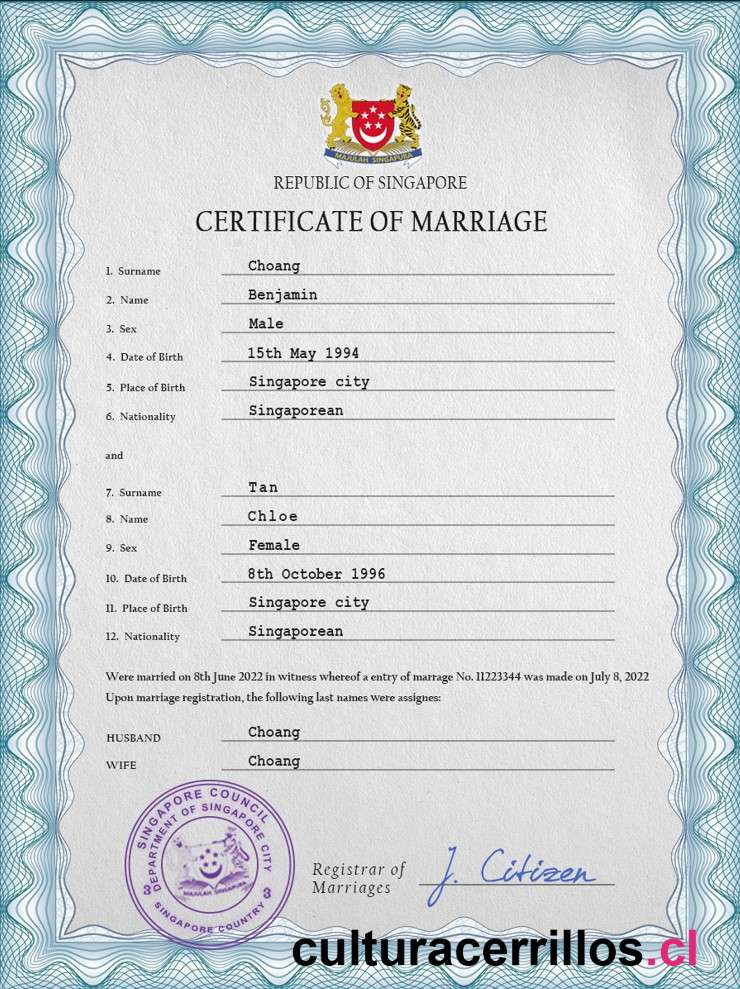 MAJULAH SINGAPURA
REPUBLIC OF SINGAPORE
CERTIFICATE OF MARRIAGE
1. Surname Choang
2. Name Benjamin
3. Sex Male
4. Date of Birth 15th May 1994
5. Place of Birth Singapore city
6. Nationality Singaporean
and
7. Surname Tan
8. Name Chloe
9. Sex Female
10. Date of Birth 8th October 1996
11. Place of Birth Singapore city
12. Nationality Singaporean
Were married on 8th June 2022 in witness whereof a entry of marrage No. 11223344 was made on July 8, 2022
Upon marriage registration, the following last names were assignes:
HUSBAND Choang
WIFE Choang
SINGAPORE COUNCIL
DEPARTMENT OF SINGAPORE CITY
MAJULAH SINGAPURA
3 3
SINGAPORE COUNTRY
Registrar of
Marriages
J. Citizen
culturacerrillos.cl